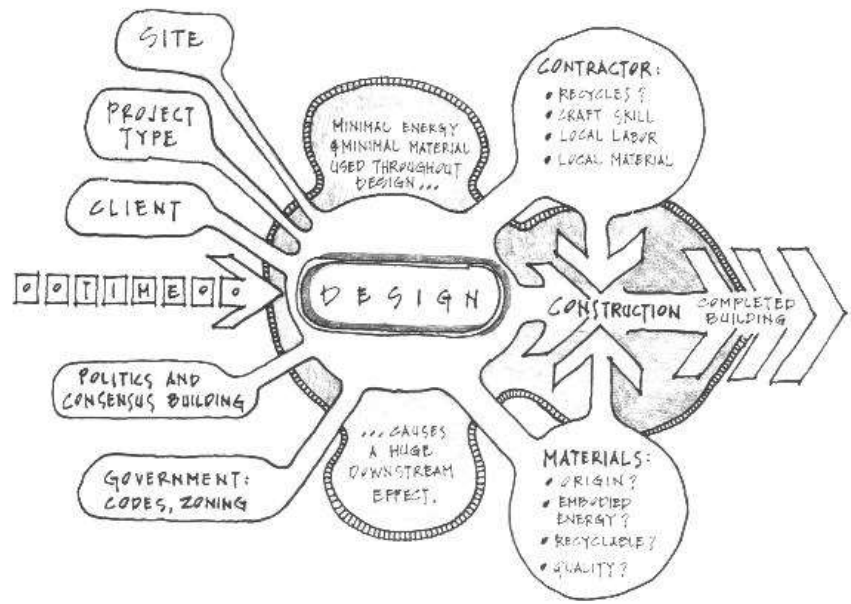 SITE
PROJECT
TYPE
CLIENT
○ ○ T I M E ○ ○
POLITICS AND
CONSENSUS BUILDING
GOVERNMENT:
CODES, ZONING
MINIMAL ENERGY
& MINIMAL MATERIAL
USED THROUGHOUT
DESIGN...
DESIGN
...CAUSES
A HUGE
DOWNSTREAM
EFFECT.
CONTRACTOR:
• RECYCLES?
• CRAFT SKILL
• LOCAL LABOR
• LOCAL MATERIAL
CONSTRUCTION
COMPLETED
BUILDING
MATERIALS:
• ORIGIN?
• EMBODIED
ENERGY?
• RECYCLABLE?
• QUALITY?